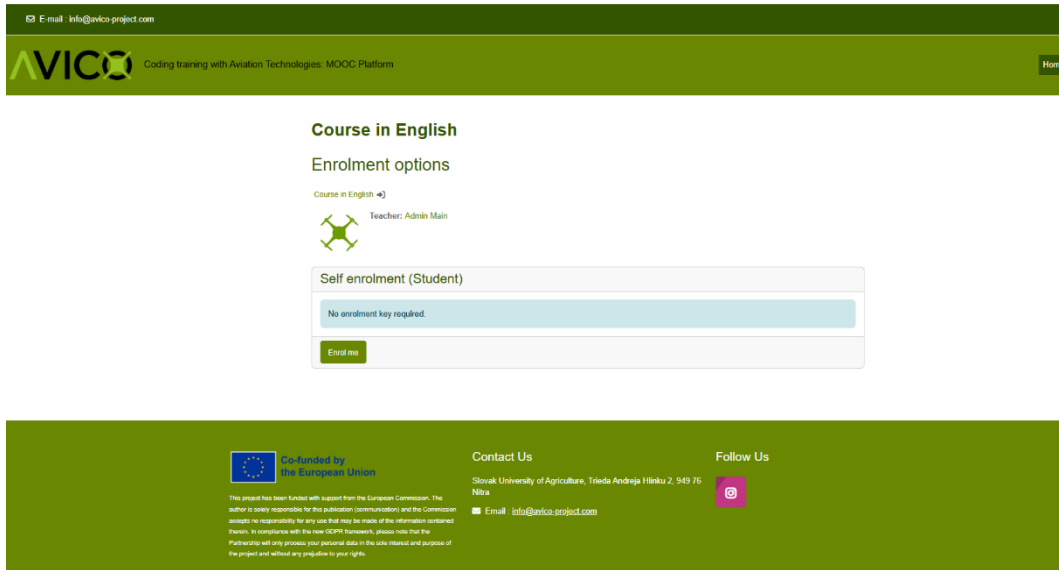 E-mail : info@avico-project.com
AVICO
Coding training with Aviation Technologies: MOOC Platform
Hom
Course in English
Enrolment options
Course in English
Teacher: Admin Main
Self enrolment (Student)
No enrolment key required.
Enrol me
Co-funded by
the European Union
This project has been funded with support from the European Commission. The
author is solely responsible for this publication (communication) and the Commission
accepts no responsibility for any use that may be made of the information contained
therein. In compliance with the new GDPR framework, please note that the
Partnership will only process your personal data in the sole interest and purpose of
the project and without any prejudice to your rights.
Contact Us
Slovak University of Agriculture, Trieda Andreja Hlinku 2, 949 76
Nitra
Email : info@avico-project.com
Follow Us